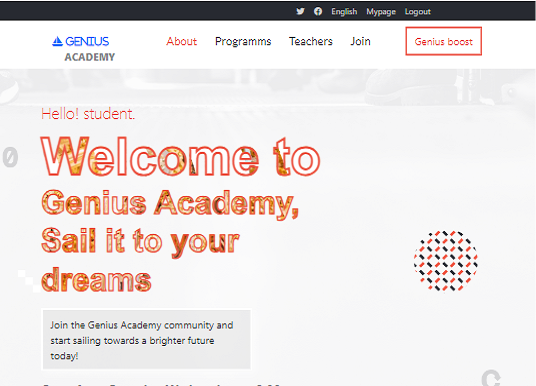 English Mypage Logout
GENIUS
ACADEMY
About Programms Teachers Join
Genius boost
Hello! student.
0
Welcome to
Genius Academy,
Sail it to your
dreams
Join the Genius Academy community and
start sailing towards a brighter future
today!